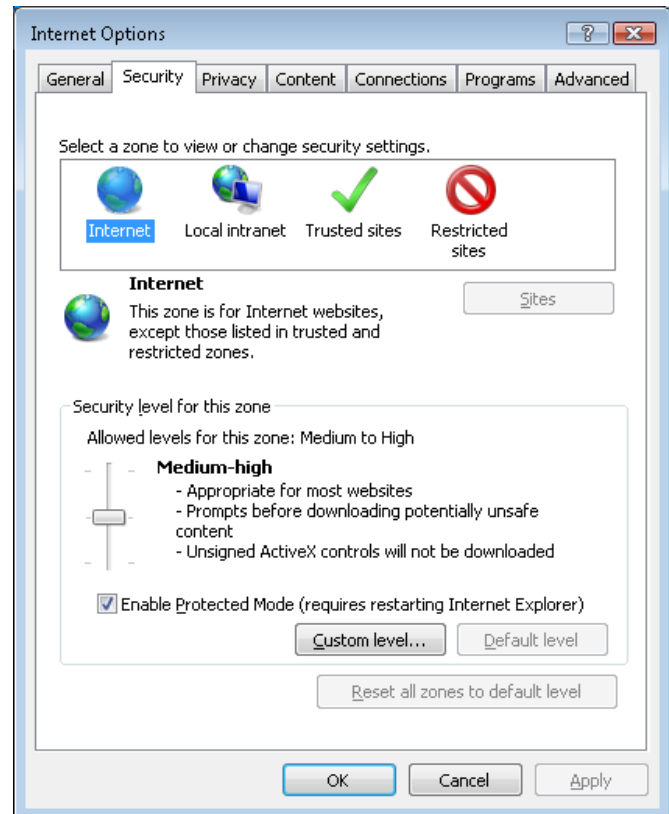 Internet Options
General Security Privacy Content Connections Programs Advanced
Select a zone to view or change security settings.
Internet Local intranet Trusted sites Restricted
sites
Internet
This zone is for Internet websites,
except those listed in trusted and
restricted zones.
Sites
Security level for this zone
Allowed levels for this zone: Medium to High
Medium-high
- Appropriate for most websites
- Prompts before downloading potentially unsafe
content
- Unsigned ActiveX controls will not be downloaded
Enable Protected Mode (requires restarting Internet Explorer)
Custom level... Default level
Reset all zones to default level
OK Cancel Apply